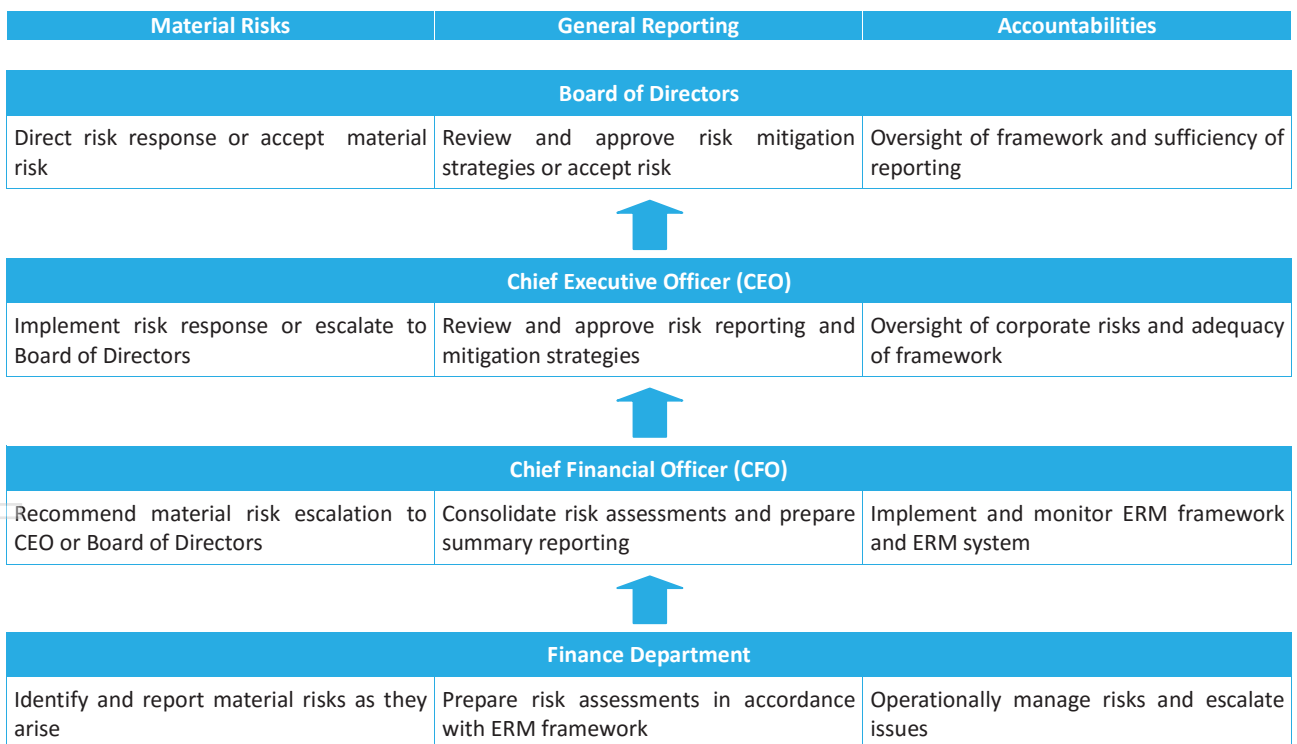 Material Risks General Reporting Accountabilities
Board of Directors
Direct risk response or accept material
risk
Review and approve risk mitigation
strategies or accept risk
Oversight of framework and sufficiency of
reporting
Chief Executive Officer (CEO)
Implement risk response or escalate to
Board of Directors
Review and approve risk reporting and
mitigation strategies
Oversight of corporate risks and adequacy
of framework
Chief Financial Officer (CFO)
Recommend material risk escalation to
CEO or Board of Directors
Consolidate risk assessments and prepare
summary reporting
Implement and monitor ERM framework
and ERM system
Finance Department
Identify and report material risks as they
arise
Prepare risk assessments in accordance
with ERM framework
Operationally manage risks and escalate
issues